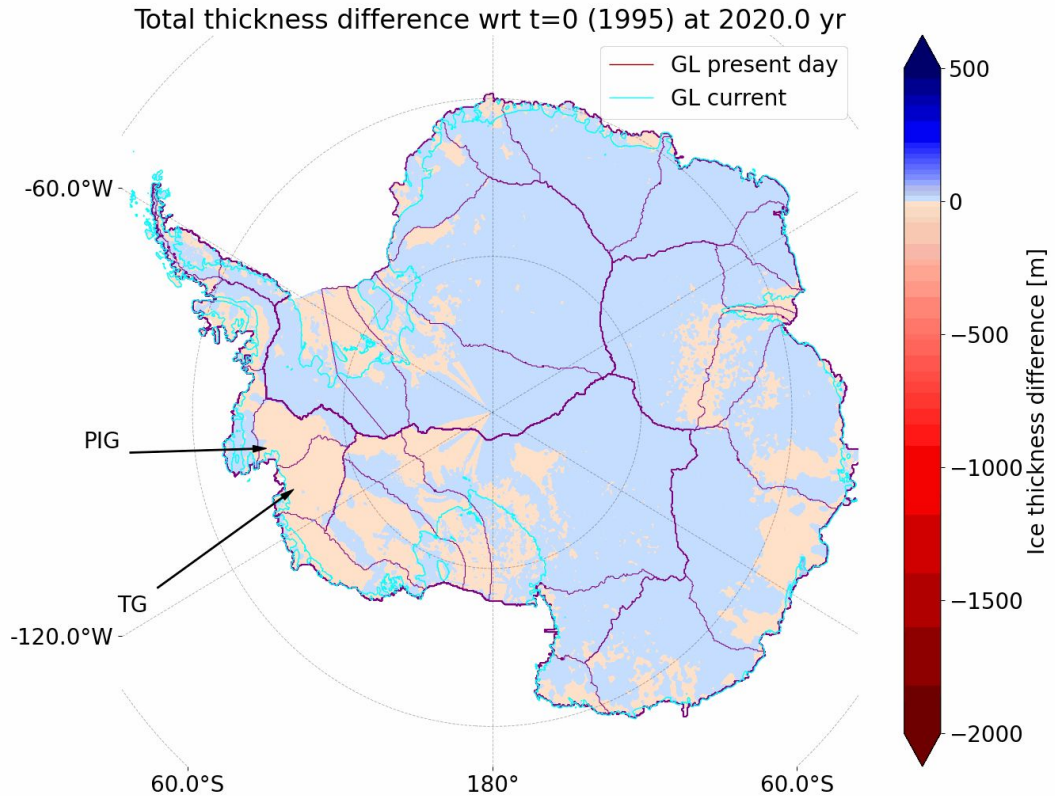 Total thickness difference wrt t=0 (1995) at 2020.0 yr
GL present day
GL current
-60.0°W
PIG
TG
-120.0°W
60.0°S
180°
60.0°S
500
0
−500
−1000
−1500
−2000
Ice thickness difference [m]